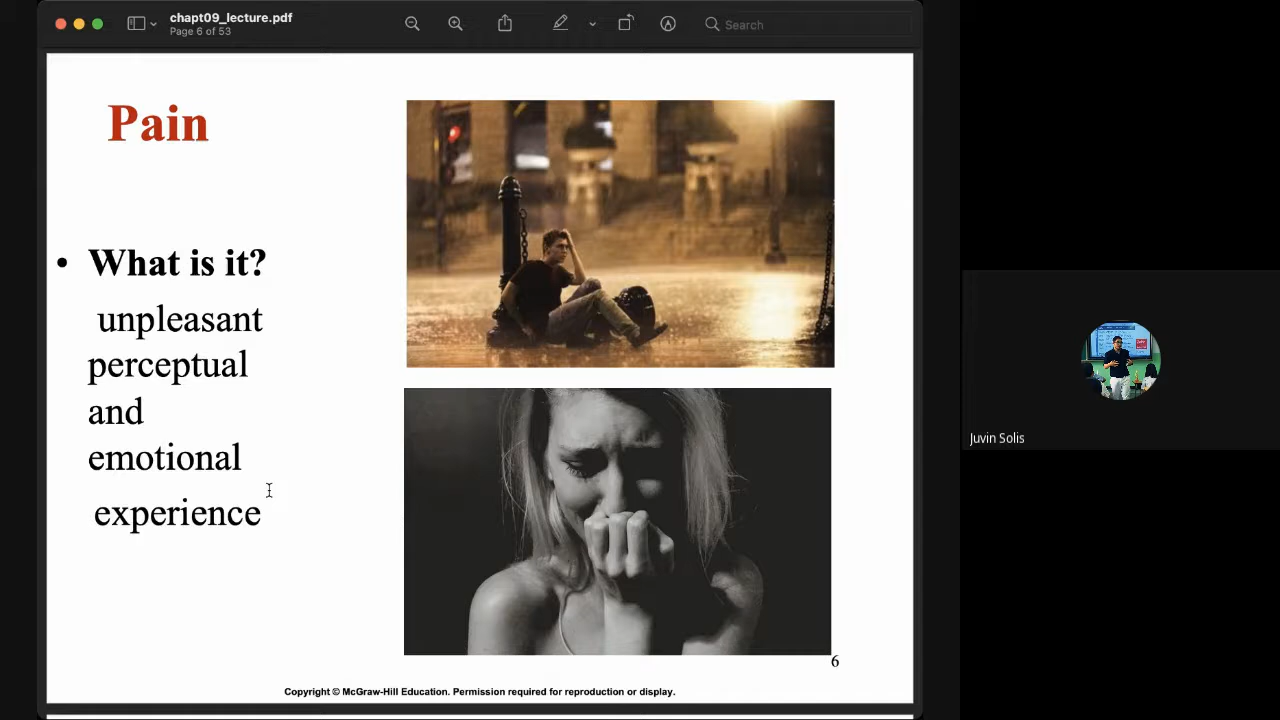 chapt09_lecture.pdf
Page 6 of 53
Search
Pain
• What is it?
unpleasant
perceptual
and
emotional
experience
6
Copyright © McGraw-Hill Education. Permission required for reproduction or display.
Juvin Solis